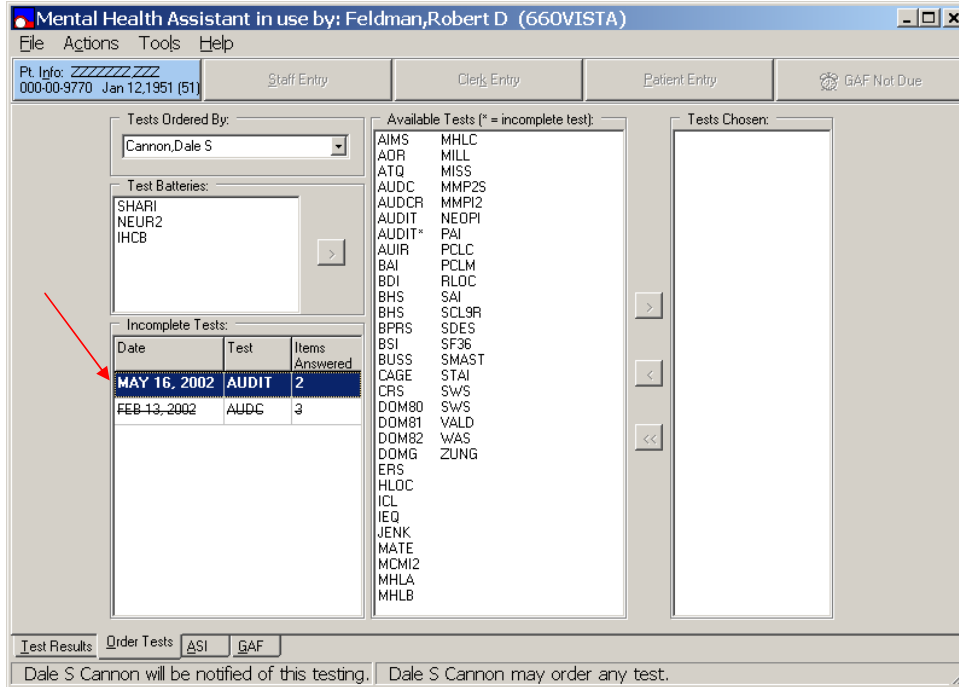 Mental Health Assistant in use by: Feldman,Robert D (660VISTA)
File Actions Tools Help
Pt. Info: ZZZZZZZ,ZZZ
000-00-9770 Jan 12,1951 (51)
Staff Entry
Clerk Entry
Patient Entry
GAF Not Due
Tests Ordered By:
Cannon,Dale S
Test Batteries:
SHARI
NEUR2
IHCB
>
Incomplete Tests:
Date Test Items
Answered
MAY 16, 2002 AUDIT 2
FEB 13, 2002 AUDC 3
Available Tests (* = incomplete test):
AIMS MHLC
AOR MILL
ATQ MISS
AUDC MMP2S
AUDCR MMPI2
AUDIT NEOPI
AUDIT* PAI
AUIR PCLC
BAI PCLM
BDI RLOC
BHS SAI
BHS SCL9R
BPRS SDES
BSI SF36
BUSS SMAST
CAGE STAI
CRS SWS
DOM80 SWS
DOM81 VALD
DOM82 WAS
DOMG ZUNG
ERS
HLOC
ICL
IEQ
JENK
MATE
MCMI2
MHLA
MHLB
>
<
<<
Tests Chosen:
Test Results Order Tests ASI GAF
Dale S Cannon will be notified of this testing. Dale S Cannon may order any test.